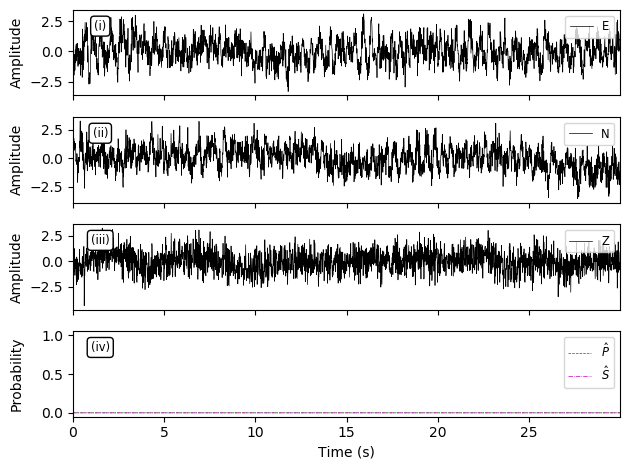 (i)
E
Amplitude
2.5
0.0
−2.5
(ii)
N
Amplitude
2.5
0.0
−2.5
(iii)
Z
Amplitude
2.5
0.0
−2.5
(iv)
P̂
Ŝ
Probability
1.0
0.5
0.0
0 5 10 15 20 25
Time (s)